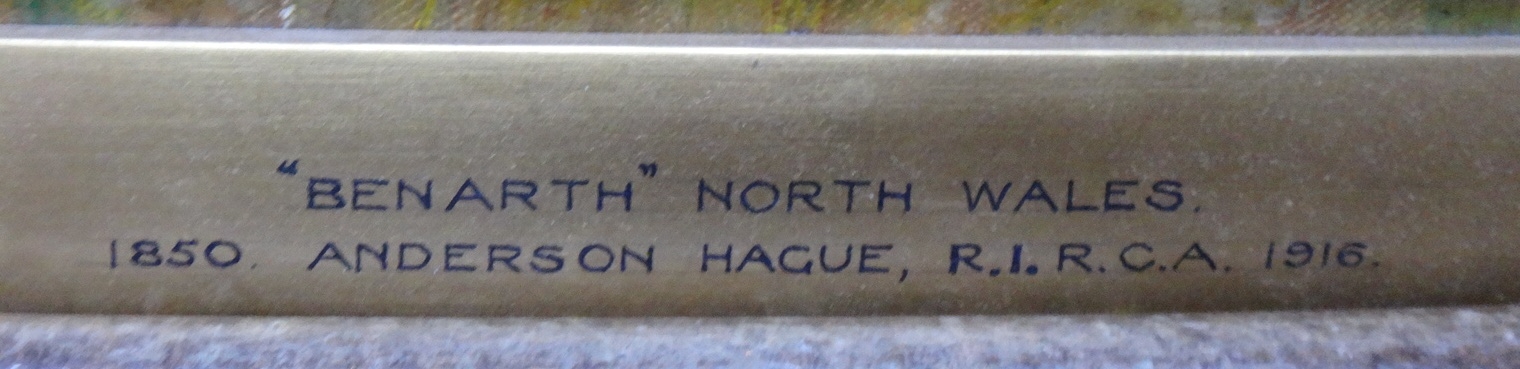 “BENARTH” NORTH WALES.
1850. ANDERSON HAGUE, R.I. R.C.A. 1916.